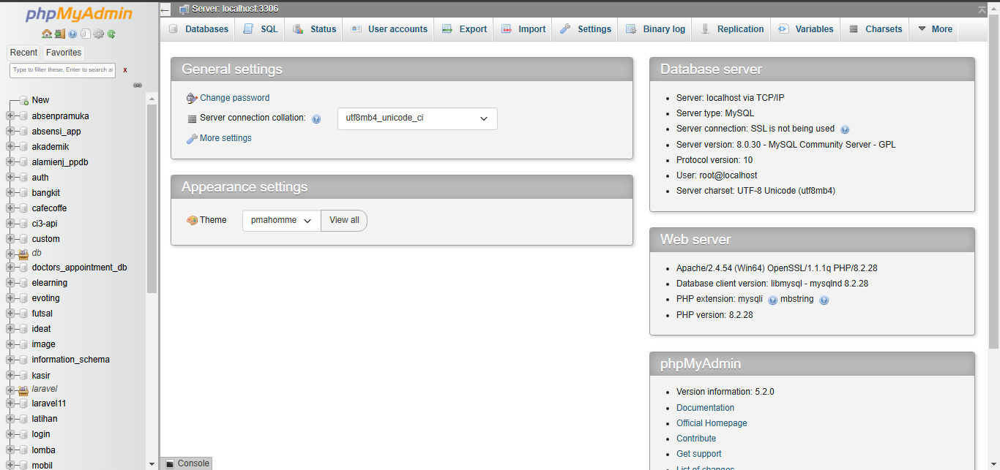 phpMyAdmin
Recent
Favorites
Type to filter these, Enter to search al
x
New
absenpramuka
absensi_app
akademik
alamienj_ppdb
auth
bangkit
cafecoffe
ci3-api
custom
db
doctors_appointment_db
elearning
evoting
futsal
ideat
image
information_schema
kasir
laravel
laravel11
latihan
login
lomba
mobil
Server: localhost:3306
Databases
SQL
Status
User accounts
Export
Import
Settings
Binary log
Replication
Variables
Charsets
More
General settings
Change password
Server connection collation:
utf8mb4_unicode_ci
More settings
Appearance settings
Theme
pmahomme
View all
Database server
Server: localhost via TCP/IP
Server type: MySQL
Server connection: SSL is not being used
Server version: 8.0.30 - MySQL Community Server - GPL
Protocol version: 10
User: root@localhost
Server charset: UTF-8 Unicode (utf8mb4)
Web server
Apache/2.4.54 (Win64) OpenSSL/1.1.1q PHP/8.2.28
Database client version: libmysql - mysqlnd 8.2.28
PHP extension: mysqli mbstring
PHP version: 8.2.28
phpMyAdmin
Version information: 5.2.0
Documentation
Official Homepage
Contribute
Get support
List of changes
Console